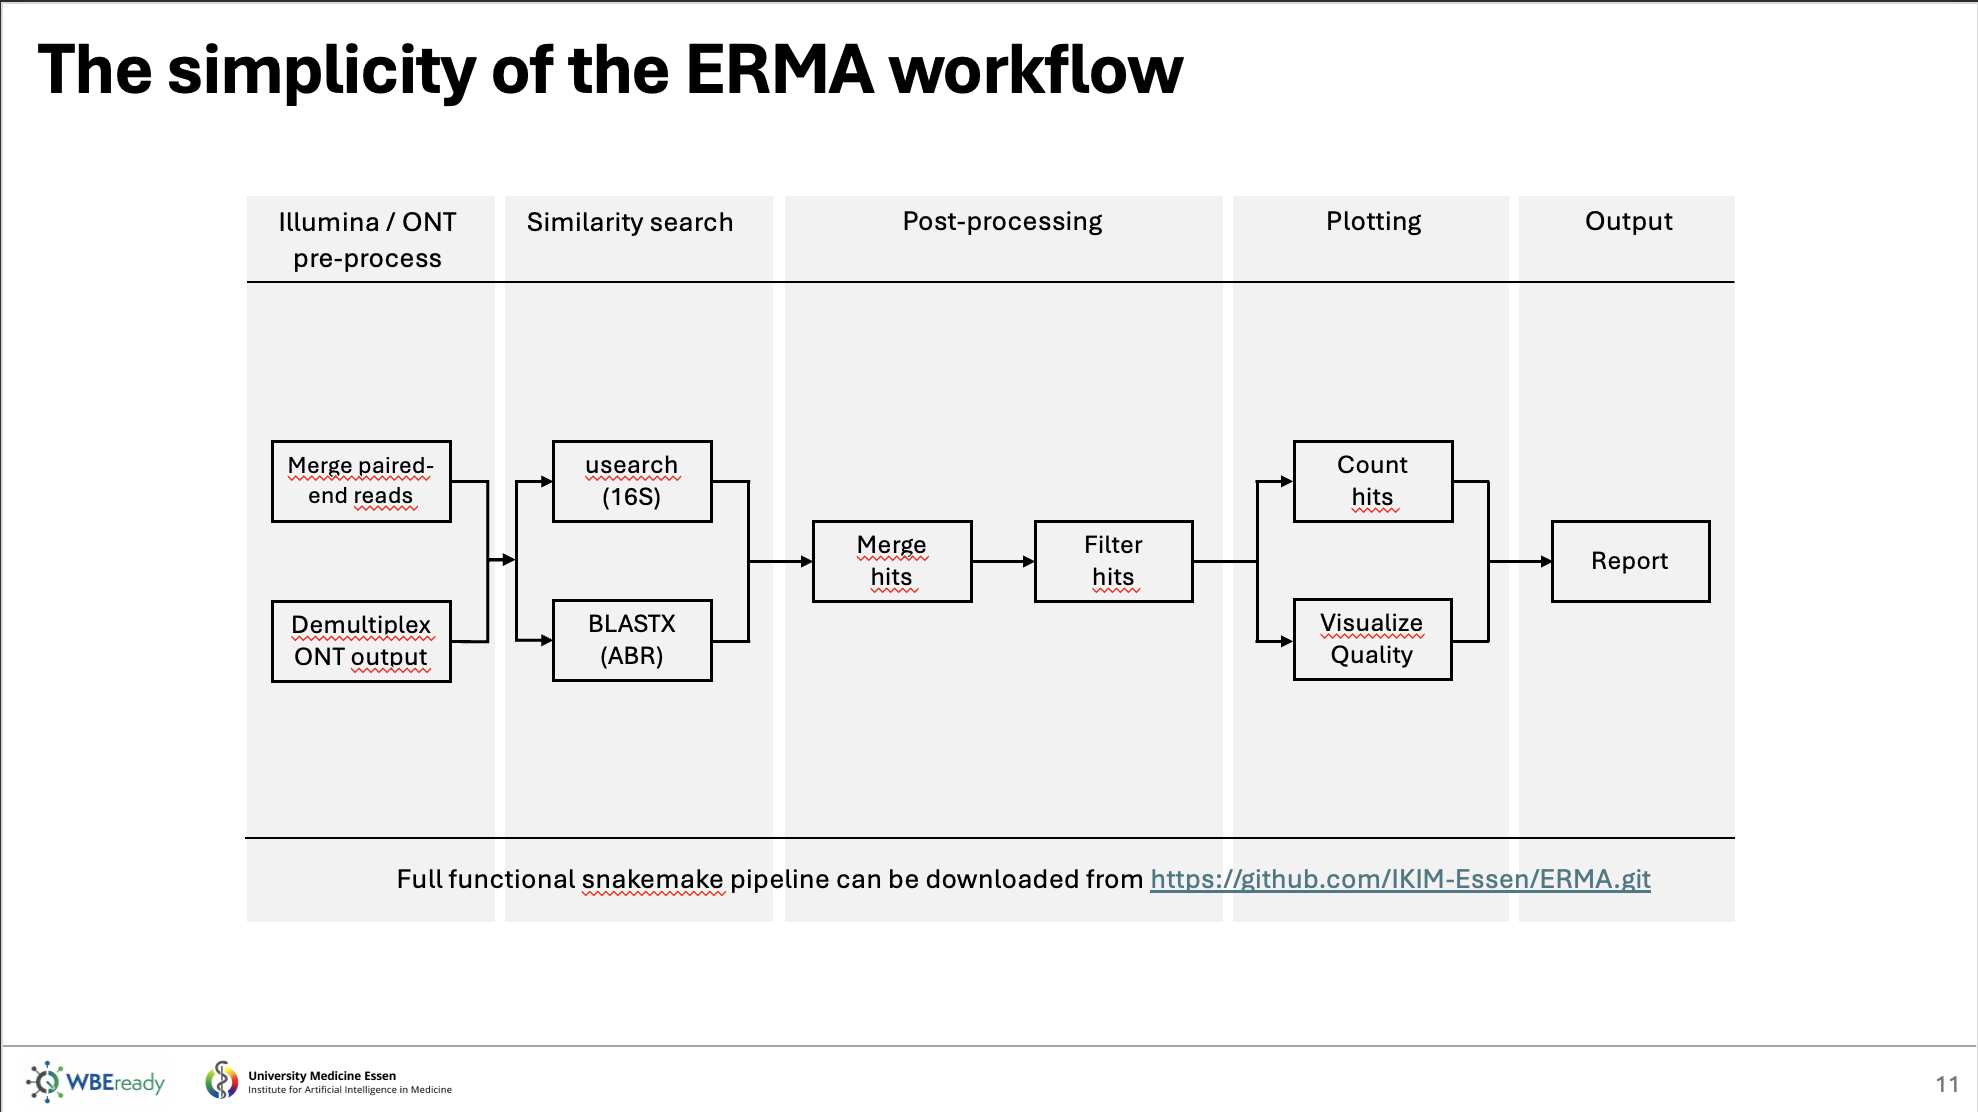 The simplicity of the ERMA workflow
Illumina / ONT
pre-process
Similarity search
Post-processing
Plotting
Output
Merge paired-
end reads
Demultiplex
ONT output
usearch
(16S)
BLASTX
(ABR)
Merge
hits
Filter
hits
Count
hits
Visualize
Quality
Report
Full functional snakemake pipeline can be downloaded from https://github.com/IKIM-Essen/ERMA.git
WBEready
University Medicine Essen
Institute for Artificial Intelligence in Medicine
11